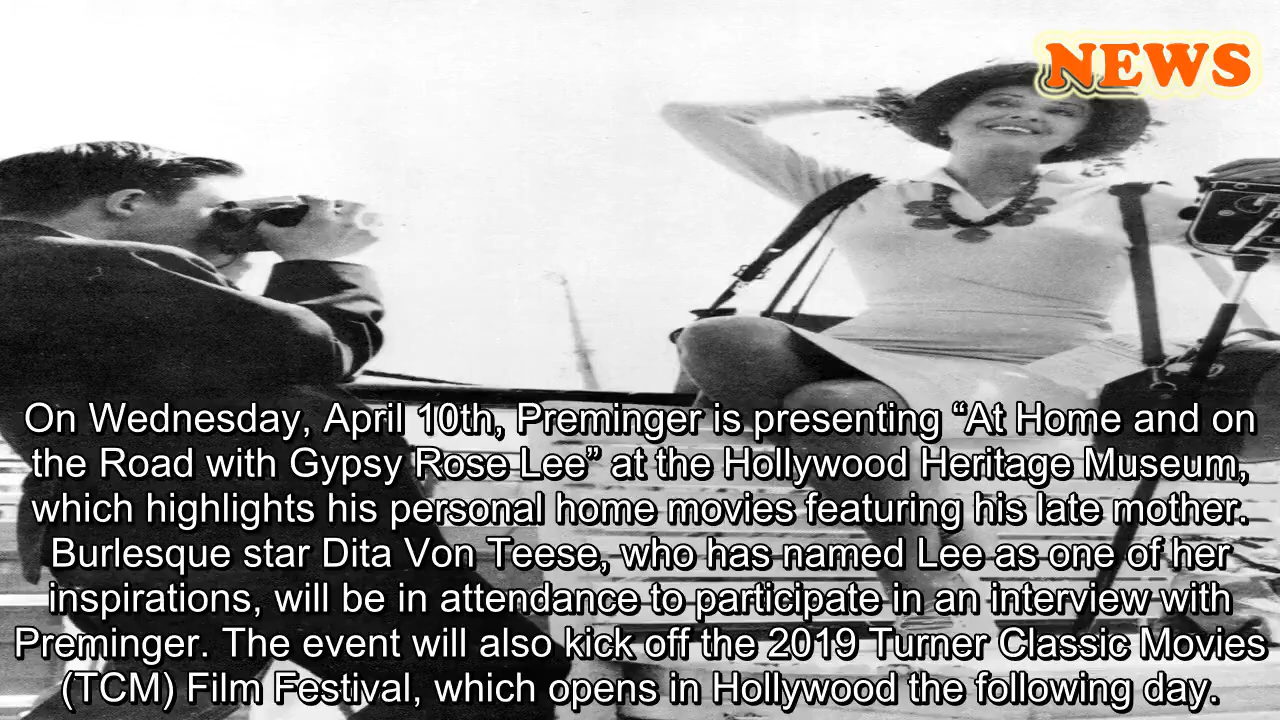 NEWS
On Wednesday, April 10th, Preminger is presenting “At Home and on
the Road with Gypsy Rose Lee” at the Hollywood Heritage Museum,
which highlights his personal home movies featuring his late mother.
Burlesque star Dita Von Teese, who has named Lee as one of her
inspirations, will be in attendance to participate in an interview with
Preminger. The event will also kick off the 2019 Turner Classic Movies
(TCM) Film Festival, which opens in Hollywood the following day.